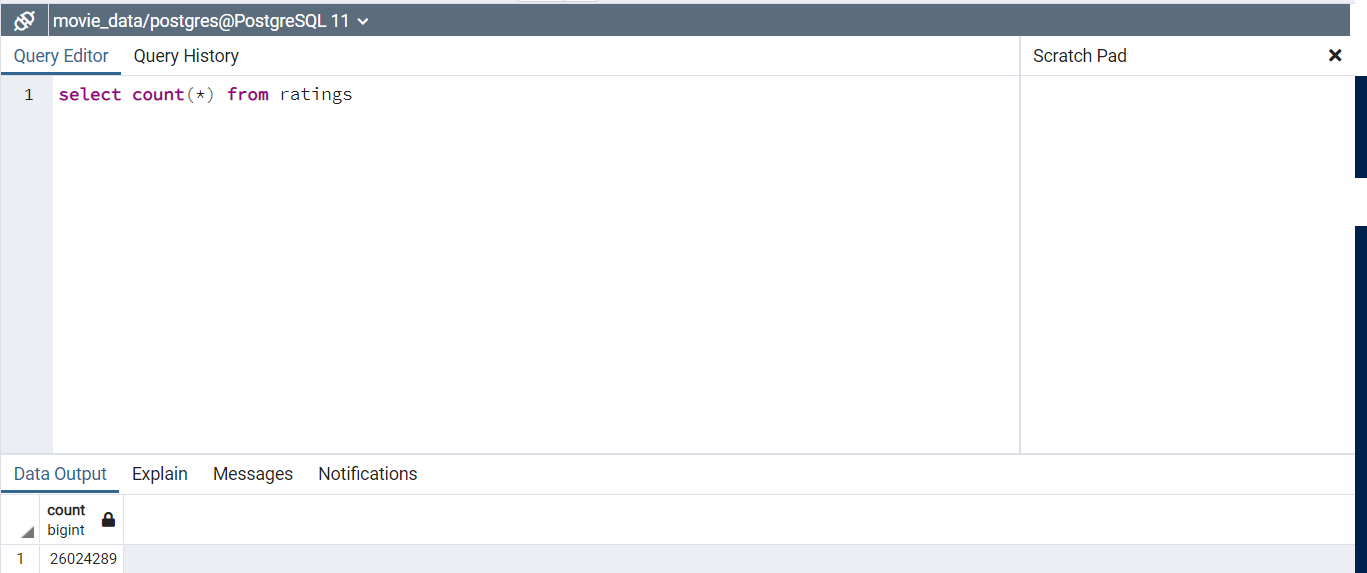 movie_data/postgres@PostgreSQL 11
Query Editor Query History
Scratch Pad
1 select count(*) from ratings
Data Output Explain Messages Notifications
count
bigint
1 26024289